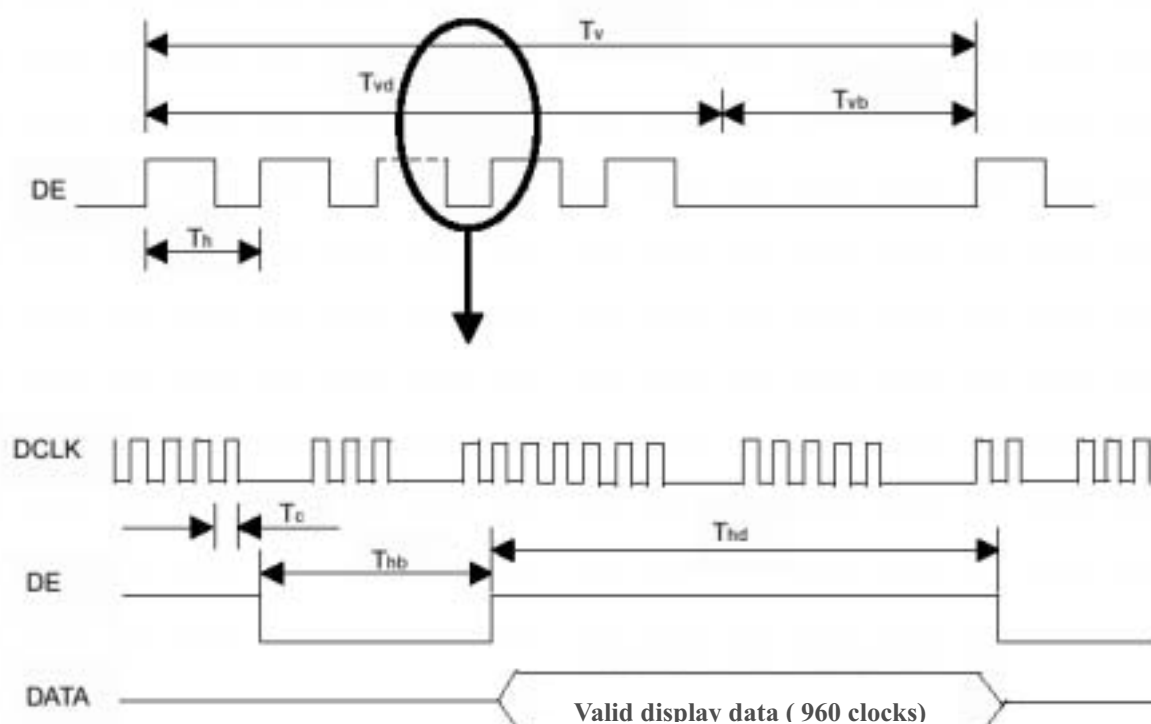 Tv
Tvd
Tvb
DE
Th
DCLK
Tc
Thd
Thb
DE
DATA
Valid display data ( 960 clocks)